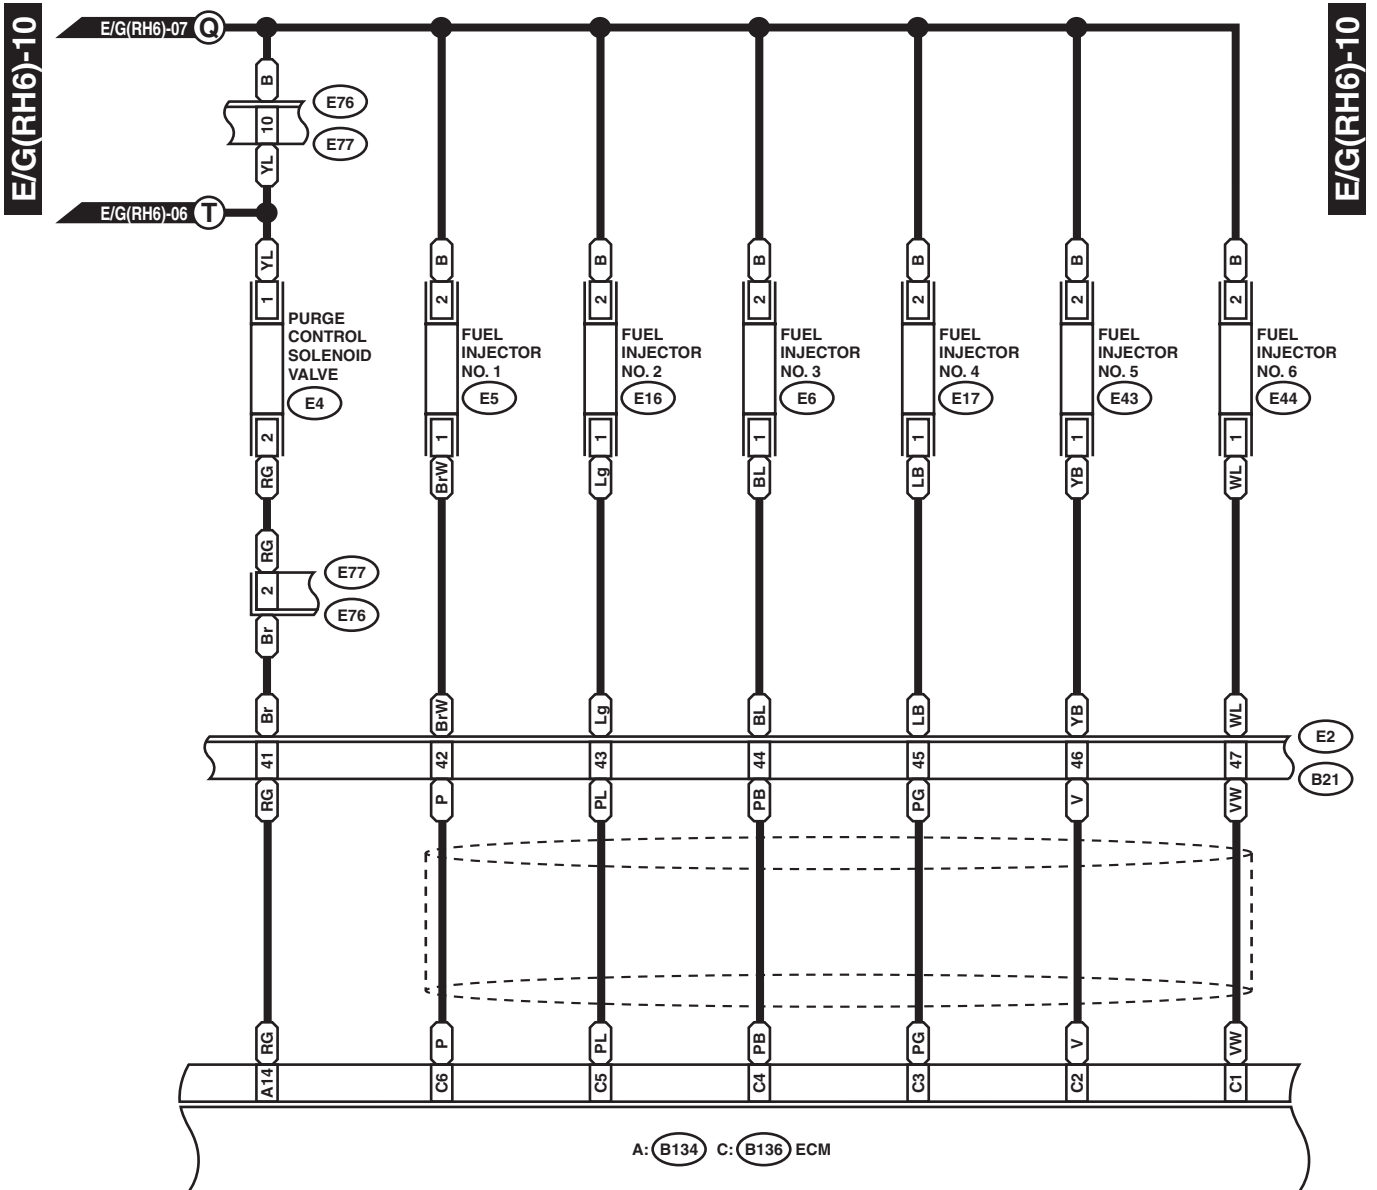 E/G(RH6)-10
E/G(RH6)-10
E/G(RH6)-07 Q
B
10
E76
E77
YL
E/G(RH6)-06 T
YL B B B B B B
1 2 2 2 2 2 2
PURGE
CONTROL
SOLENOID
VALVE
E4
FUEL
INJECTOR
NO. 1
E5
FUEL
INJECTOR
NO. 2
E16
FUEL
INJECTOR
NO. 3
E6
FUEL
INJECTOR
NO. 4
E17
FUEL
INJECTOR
NO. 5
E43
FUEL
INJECTOR
NO. 6
E44
2 1 1 1 1 1 1
RG BrW Lg BL LB YB WL
RG
2
E77
E76
Br
Br BrW Lg BL LB YB WL
E2
41 42 43 44 45 46 47
B21
RG P PL PB PG V VW
RG P PL PB PG V VW
A14 C6 C5 C4 C3 C2 C1
A: B134 C: B136 ECM